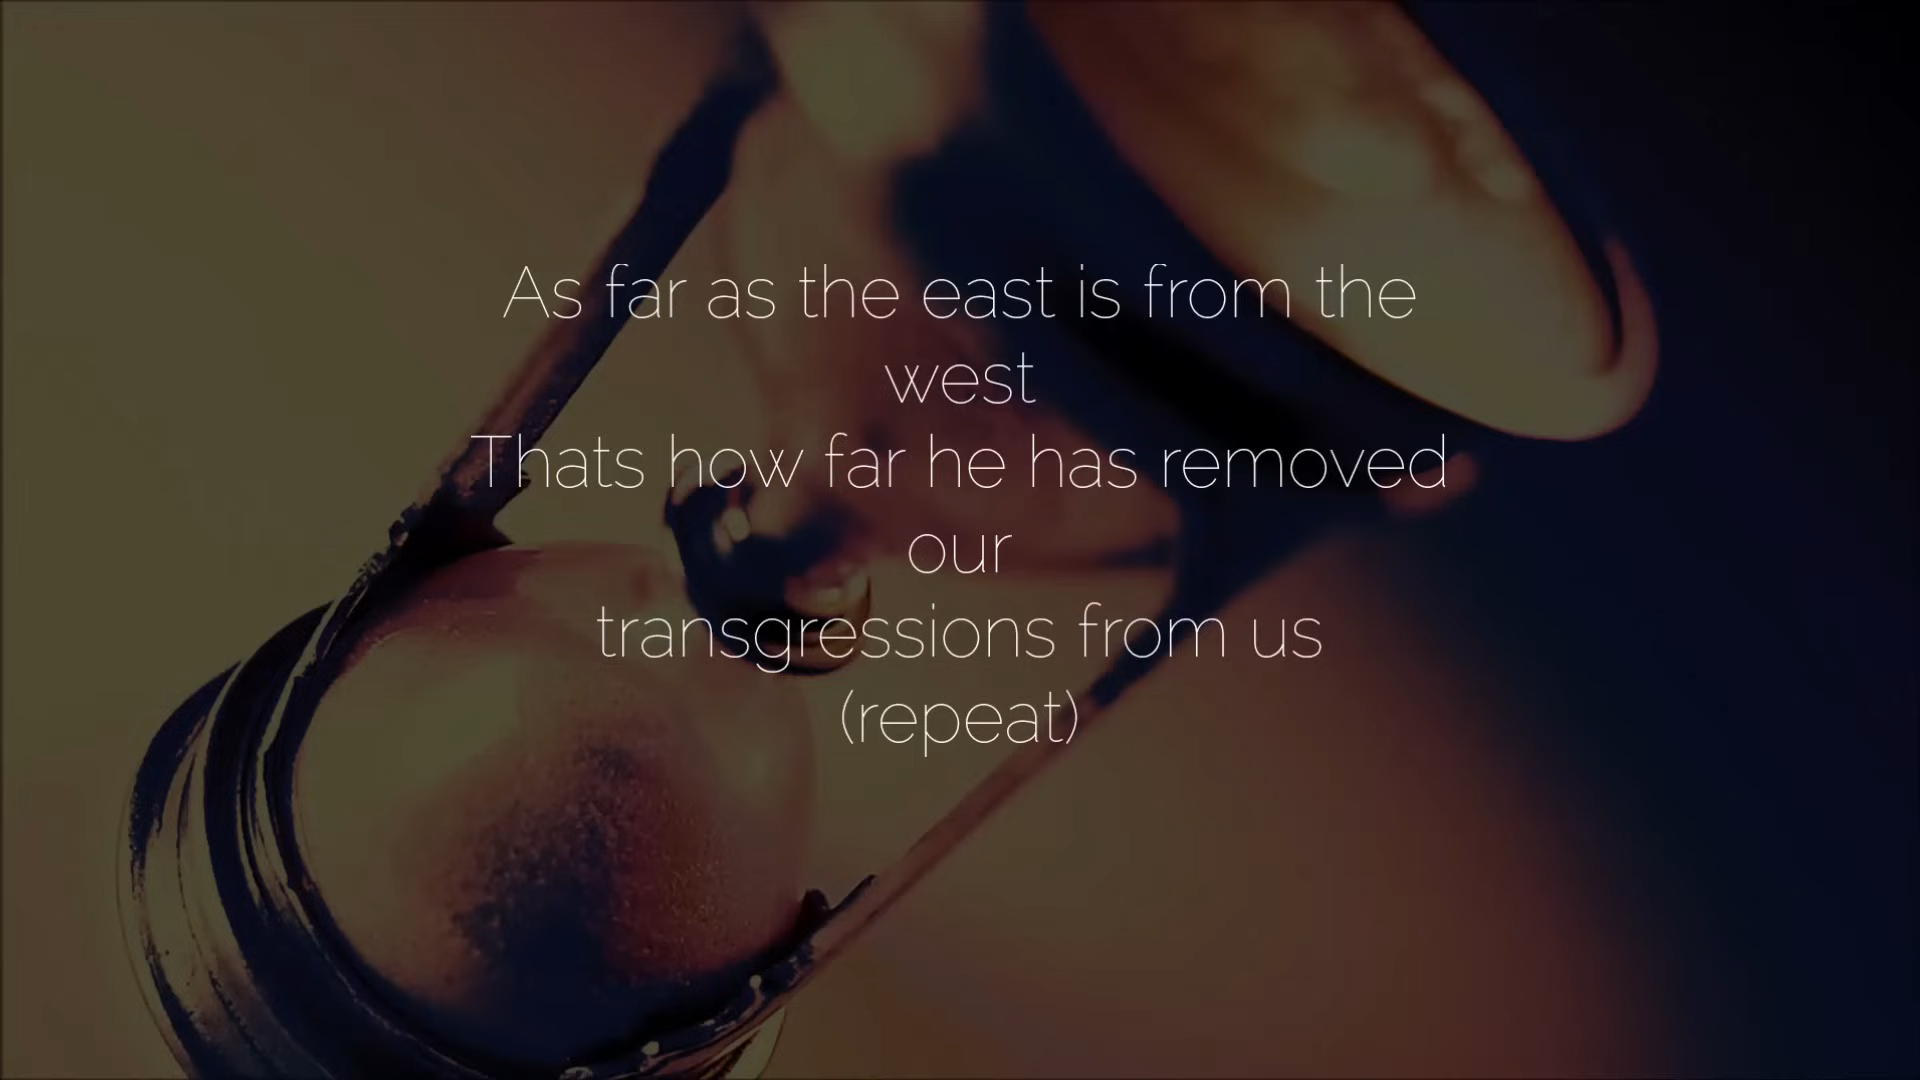 As far as the east is from the
west
Thats how far he has removed
our
transgressions from us
(repeat)